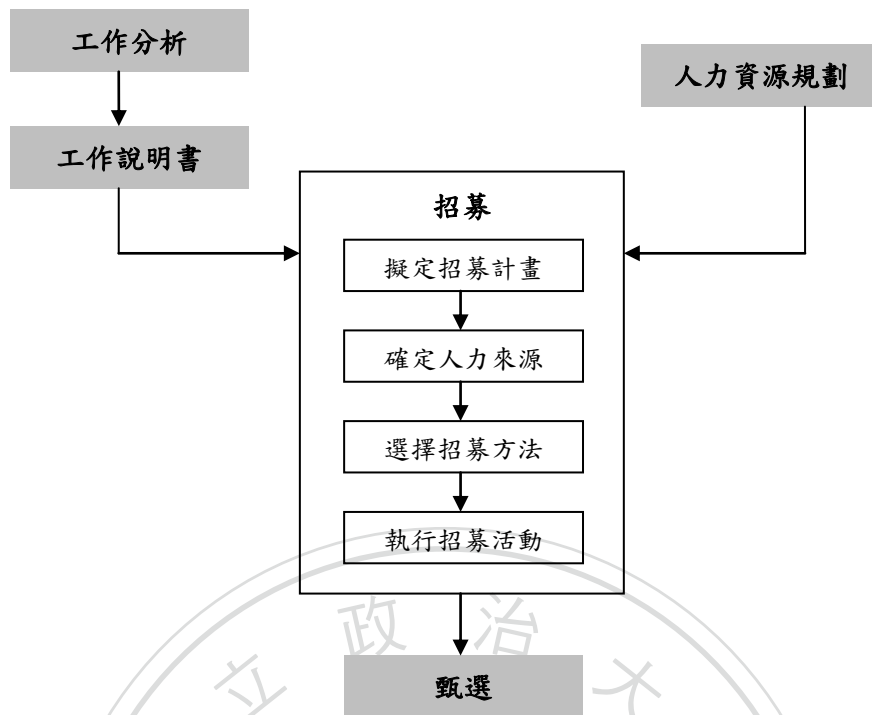 工作分析
人力資源規劃
工作說明書
招募
擬定招募計畫
確定人力來源
選擇招募方法
執行招募活動
甄選
立政治大